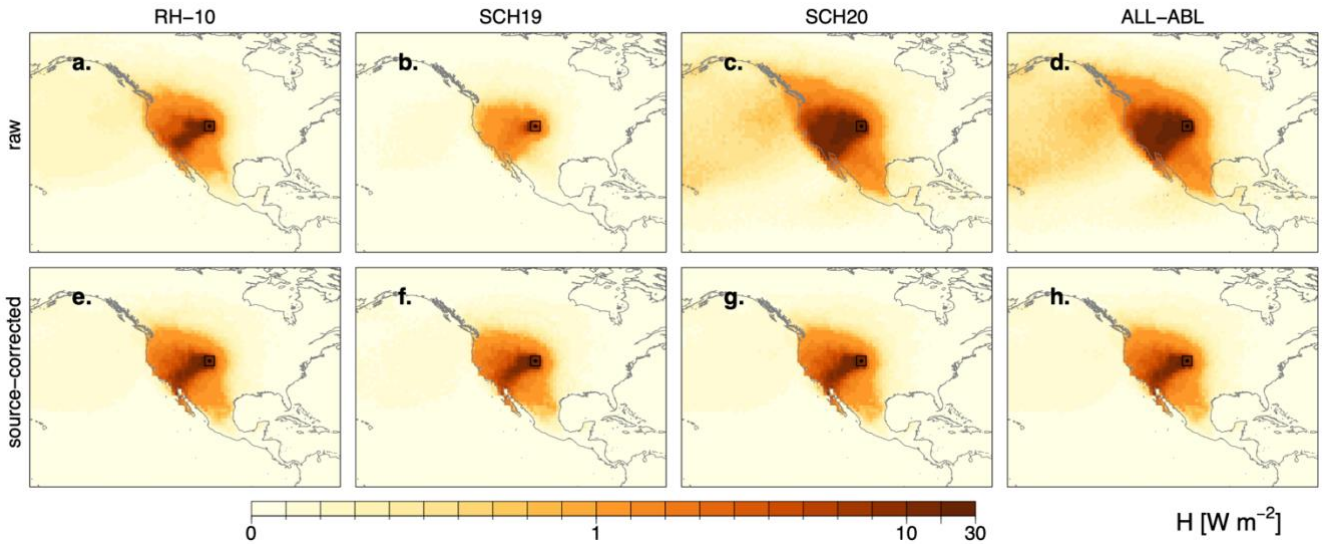 RH−10 SCH19 SCH20 ALL−ABL
raw
a. b. c. d.
source−corrected
e. f. g. h.
0 1 10 30
H [W m⁻²]